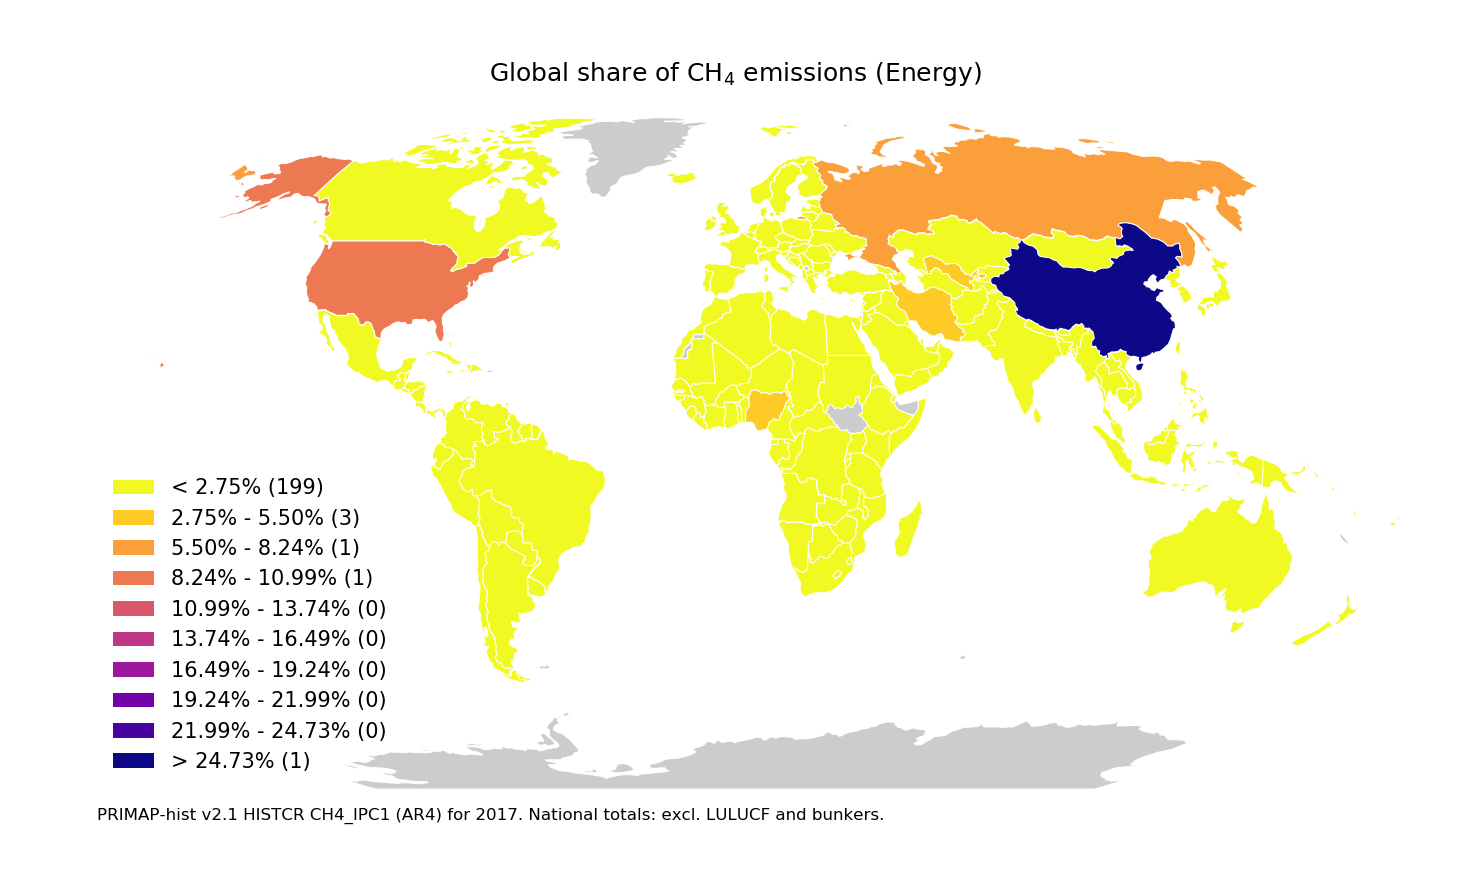 Global share of CH₄ emissions (Energy)
< 2.75% (199)
2.75% - 5.50% (3)
5.50% - 8.24% (1)
8.24% - 10.99% (1)
10.99% - 13.74% (0)
13.74% - 16.49% (0)
16.49% - 19.24% (0)
19.24% - 21.99% (0)
21.99% - 24.73% (0)
> 24.73% (1)
PRIMAP-hist v2.1 HISTCR CH4_IPC1 (AR4) for 2017. National totals: excl. LULUCF and bunkers.